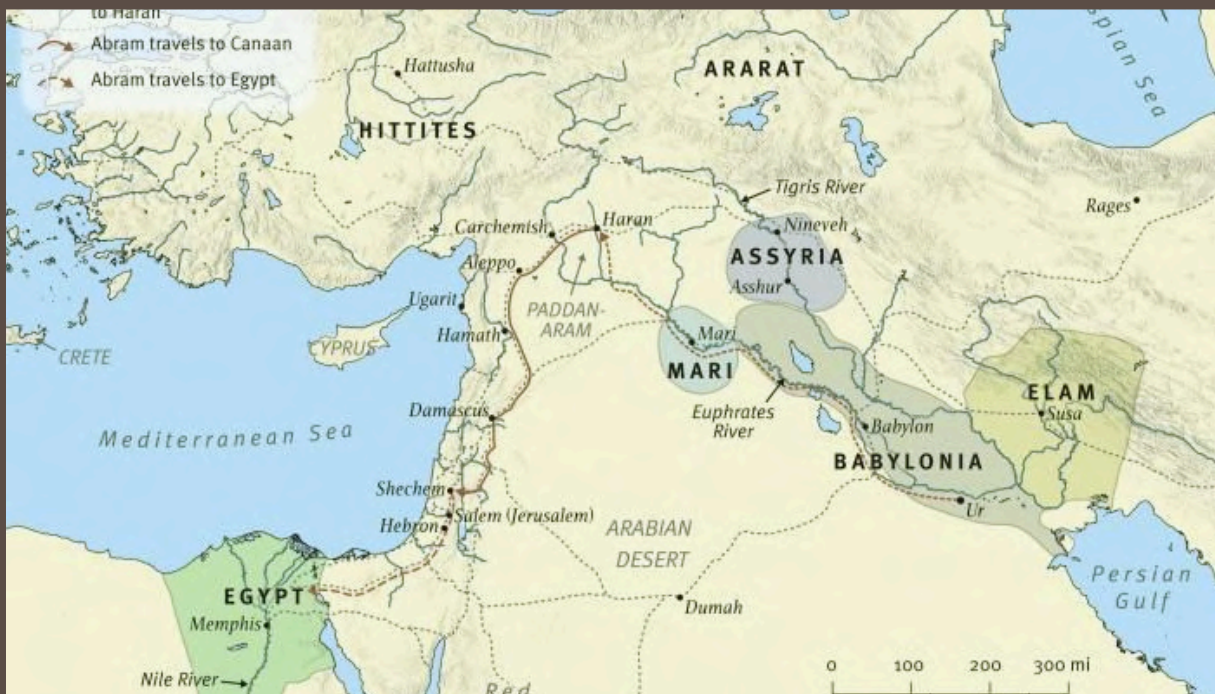 to Haran
Abram travels to Canaan
Abram travels to Egypt
Hattusha
HITTITES
ARARAT
spian Sea
Tigris River
Rages
Carchemish
Haran
Nineveh
ASSYRIA
Aleppo
Asshur
Ugarit
PADDAN-
ARAM
Hamath
CYPRUS
CRETE
Mari
MARI
ELAM
Susa
Euphrates
River
Damascus
Babylon
Mediterranean Sea
BABYLONIA
Shechem
Ur
Salem (Jerusalem)
Hebron
ARABIAN
DESERT
Persian
Gulf
EGYPT
Dumah
Memphis
Nile River
Red
0 100 200 300 mi